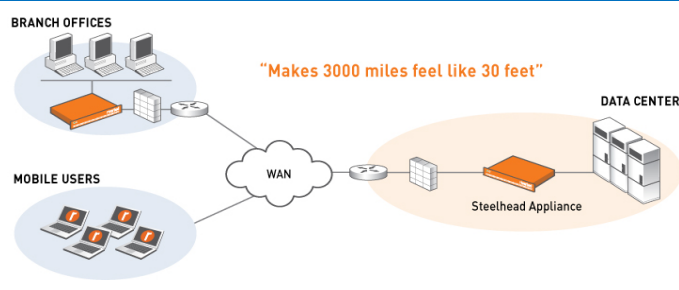 BRANCH OFFICES
"Makes 3000 miles feel like 30 feet"
DATA CENTER
WAN
MOBILE USERS
Steelhead Appliance